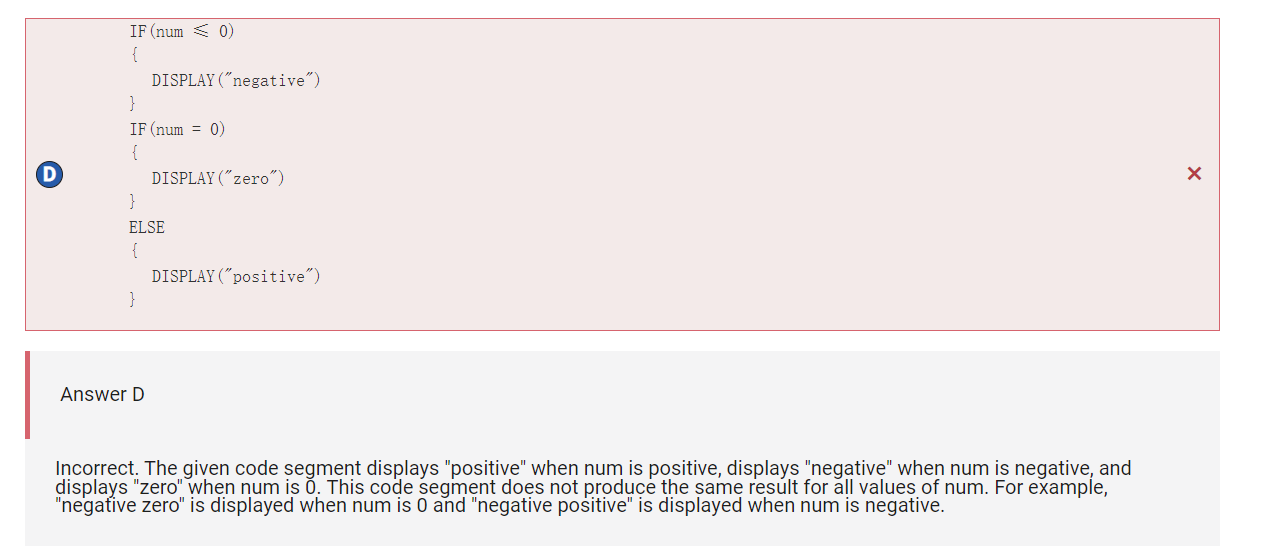 IF(num ⩽ 0)
{
DISPLAY("negative")
}
IF(num = 0)
{
D
DISPLAY("zero")
}
ELSE
{
DISPLAY("positive")
}
Answer D
Incorrect. The given code segment displays "positive" when num is positive, displays "negative" when num is negative, and
displays "zero" when num is 0. This code segment does not produce the same result for all values of num. For example,
"negative zero" is displayed when num is 0 and "negative positive" is displayed when num is negative.